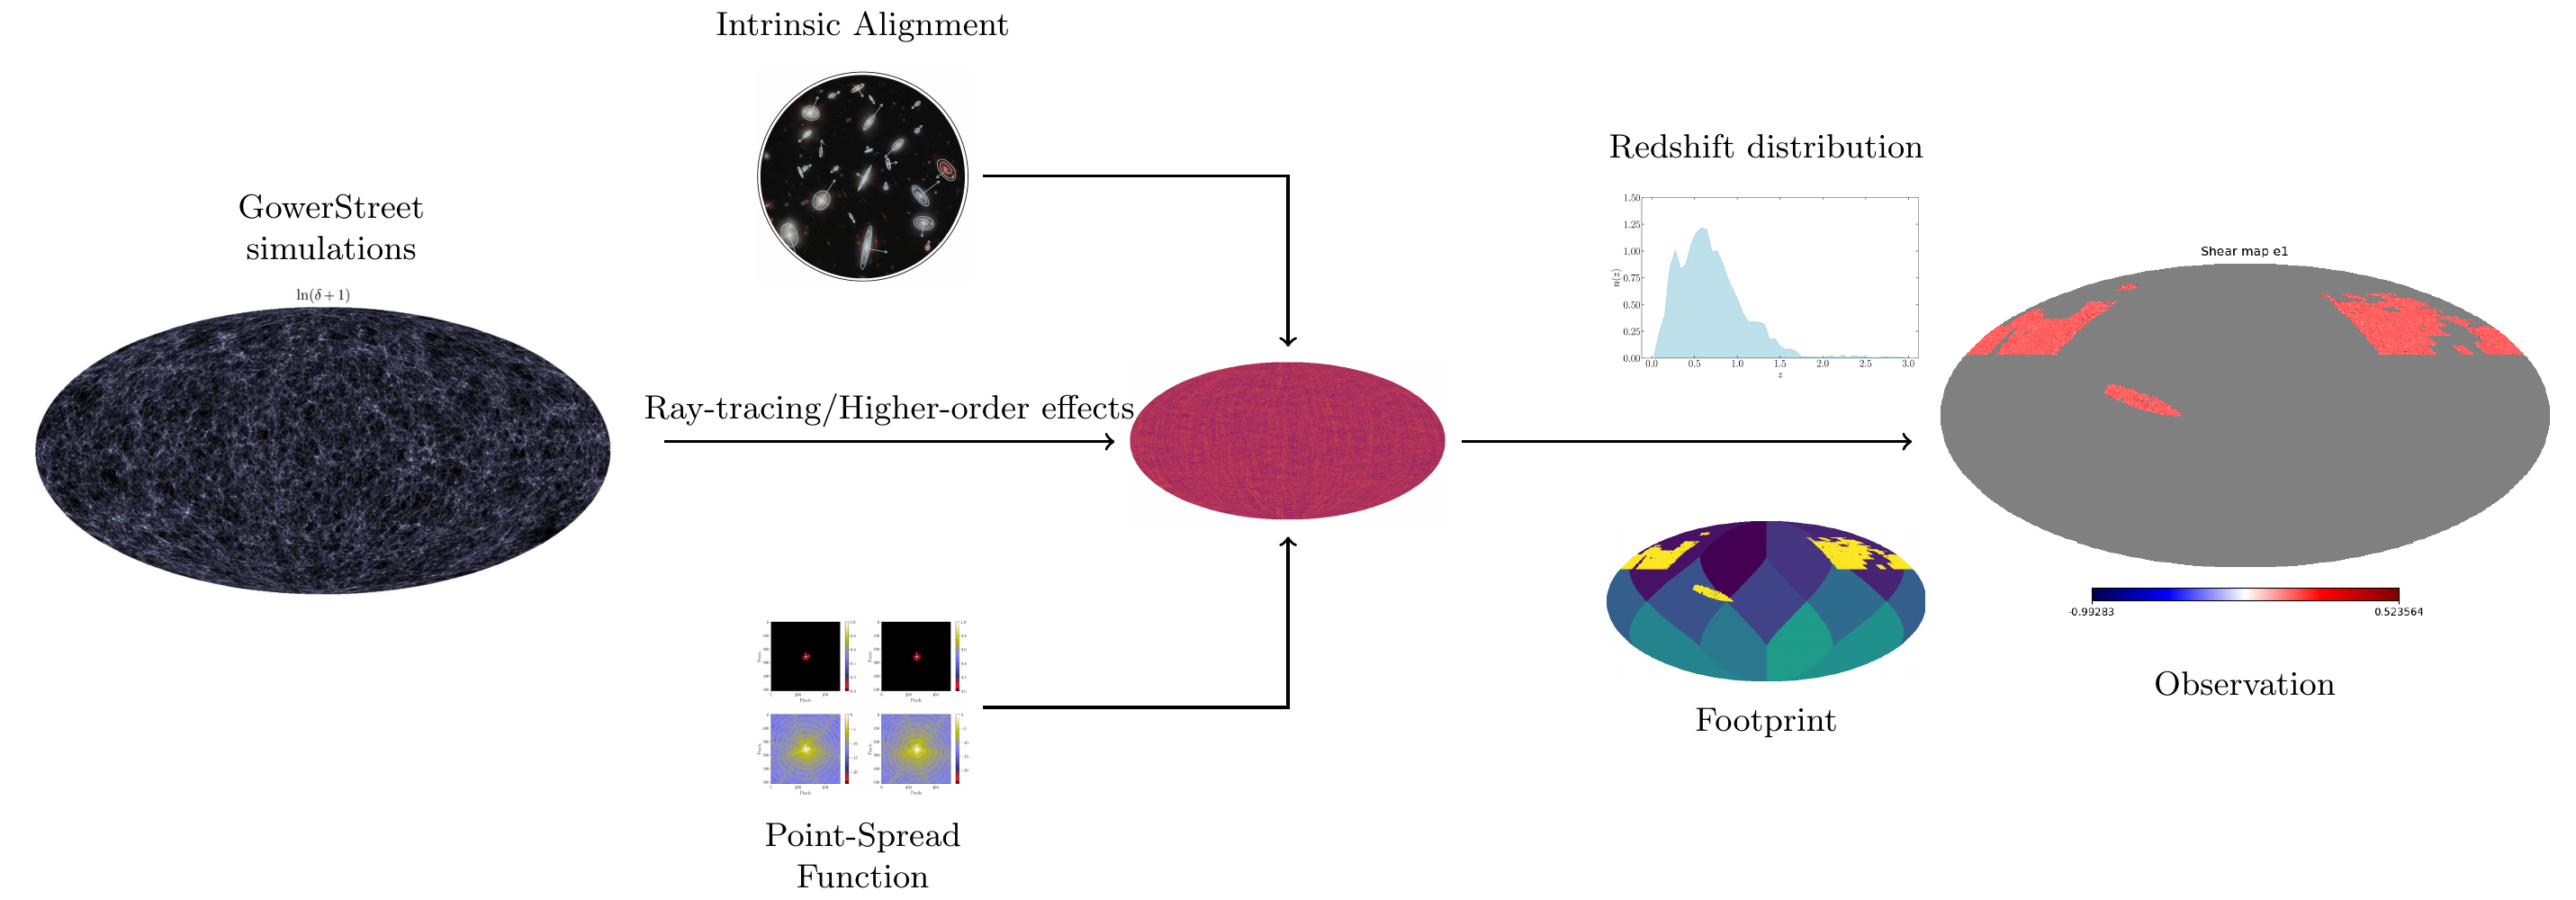 Intrinsic Alignment
GowerStreet
simulations
ln(δ + 1)
Ray-tracing/Higher-order effects
Point-Spread
Function
Redshift distribution
1.50
1.25
1.00
0.75
0.50
0.25
0.00
n(z)
0.0 0.5 1.0 1.5 2.0 2.5 3.0
z
Footprint
Shear map e1
-0.99283 0.523564
Observation